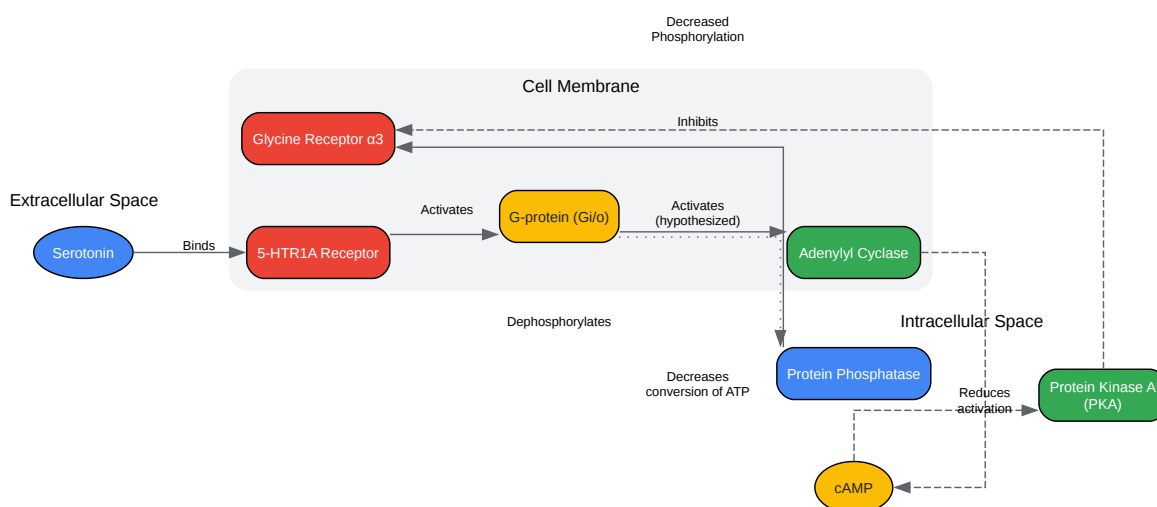 Decreased
Phosphorylation
Cell Membrane
Inhibits
Glycine Receptor α3
Extracellular Space
Activates
G-protein (Gi/o)
Activates
(hypothesized)
Serotonin
Binds
5-HTR1A Receptor
Adenylyl Cyclase
Dephosphorylates
Intracellular Space
Decreases
conversion of ATP
Protein Phosphatase
Reduces
activation
Protein Kinase A
(PKA)
cAMP